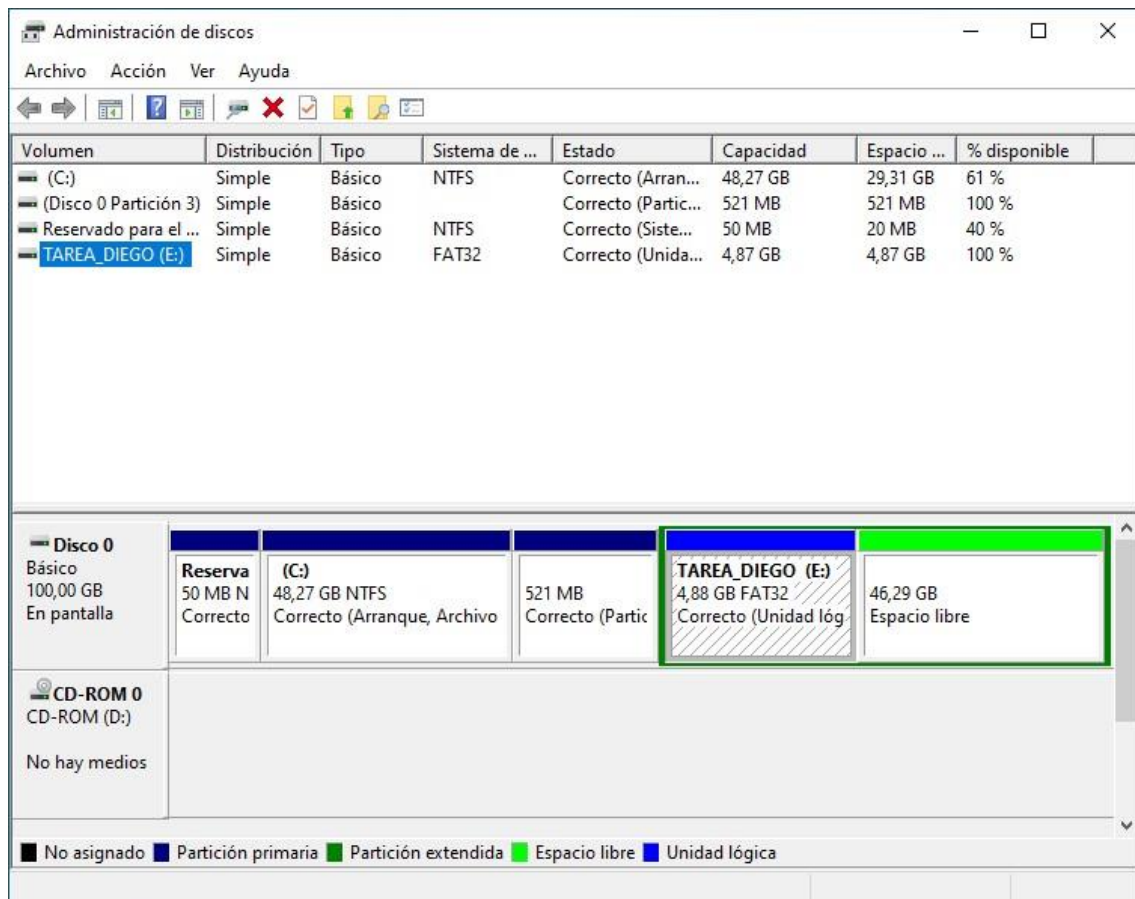 Administración de discos
Archivo Acción Ver Ayuda
Volumen Distribución Tipo Sistema de ... Estado Capacidad Espacio ... % disponible
(C:) Simple Básico NTFS Correcto (Arran... 48,27 GB 29,31 GB 61 %
(Disco 0 Partición 3) Simple Básico Correcto (Partic... 521 MB 521 MB 100 %
Reservado para el ... Simple Básico NTFS Correcto (Siste... 50 MB 20 MB 40 %
TAREA_DIEGO (E:) Simple Básico FAT32 Correcto (Unida... 4,87 GB 4,87 GB 100 %
Disco 0
Básico
100,00 GB
En pantalla
Reserva
50 MB N
Correcto
(C:)
48,27 GB NTFS
Correcto (Arranque, Archivo
521 MB
Correcto (Partic
TAREA_DIEGO (E:)
4,88 GB FAT32
Correcto (Unidad lóg
46,29 GB
Espacio libre
CD-ROM 0
CD-ROM (D:)
No hay medios
No asignado Partición primaria Partición extendida Espacio libre Unidad lógica